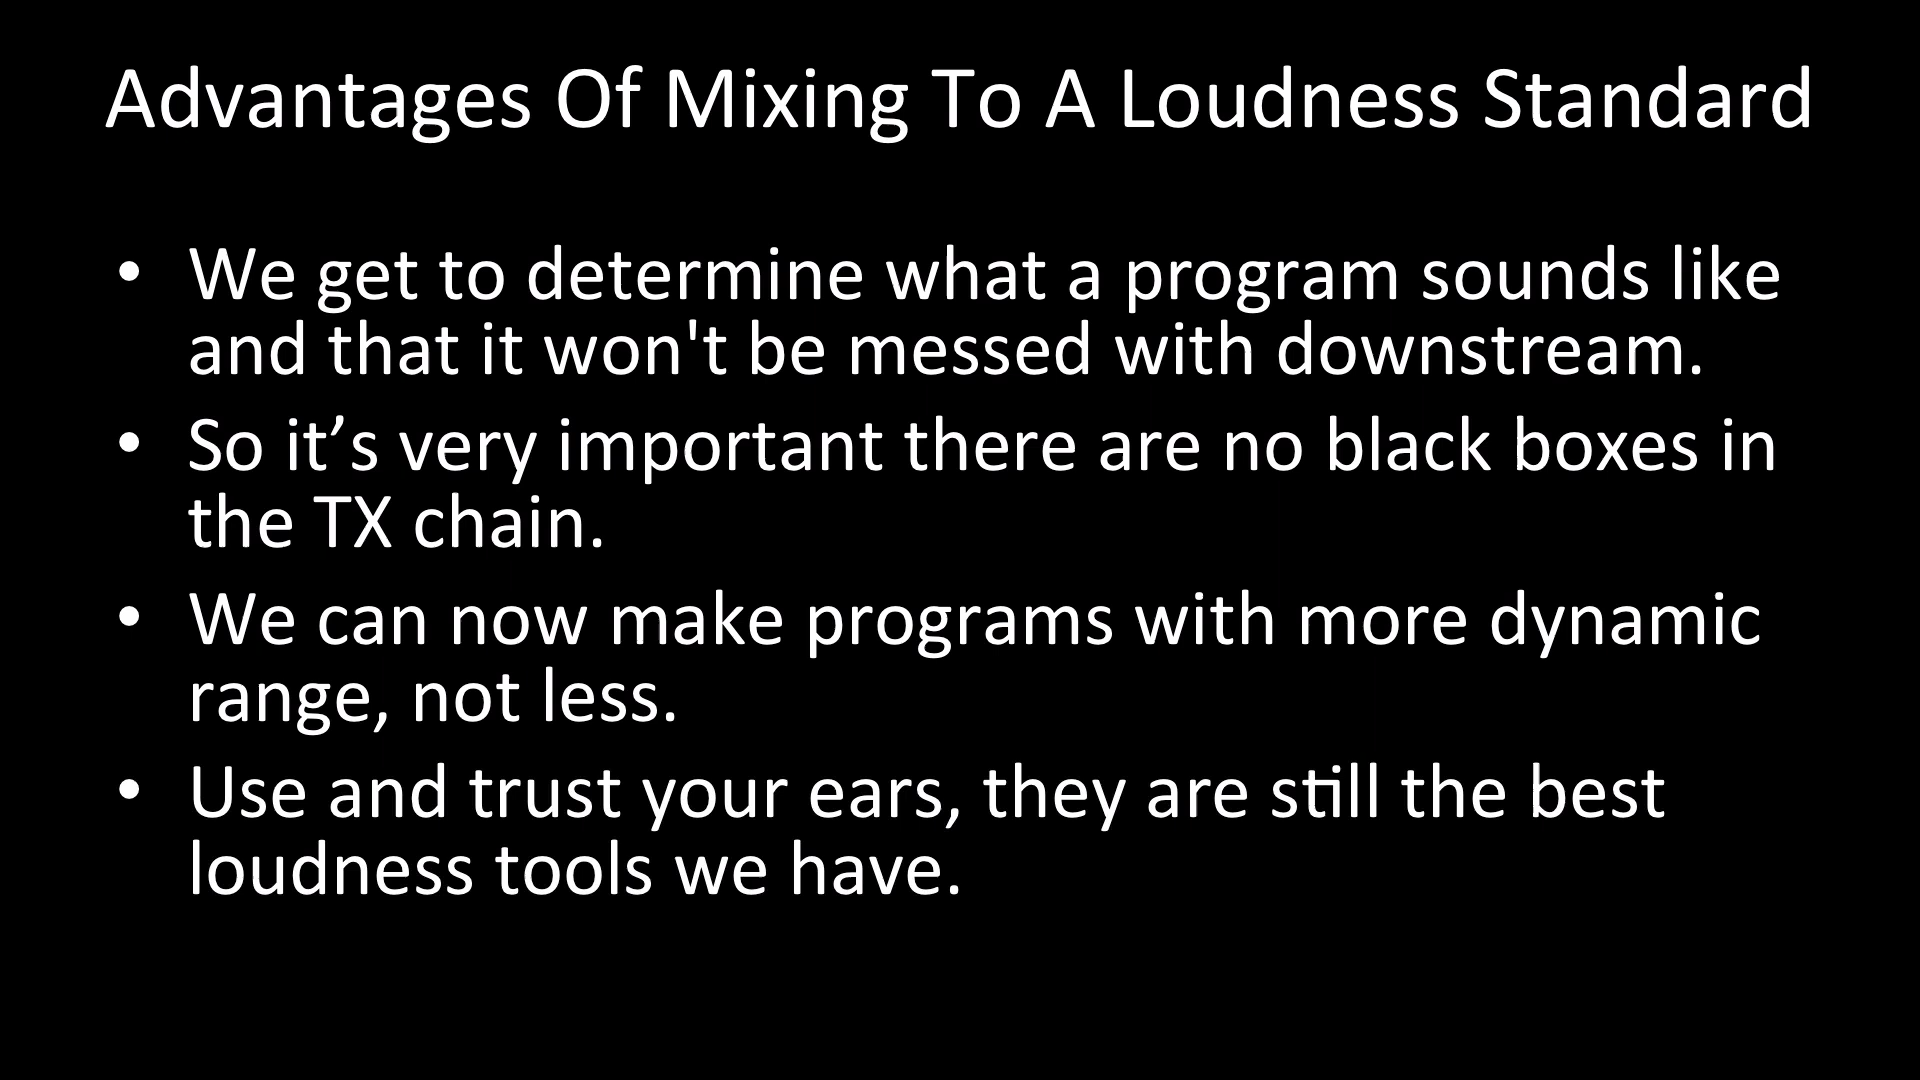 Advantages Of Mixing To A Loudness Standard
• We get to determine what a program sounds like
and that it won't be messed with downstream.
• So it’s very important there are no black boxes in
the TX chain.
• We can now make programs with more dynamic
range, not less.
• Use and trust your ears, they are still the best
loudness tools we have.